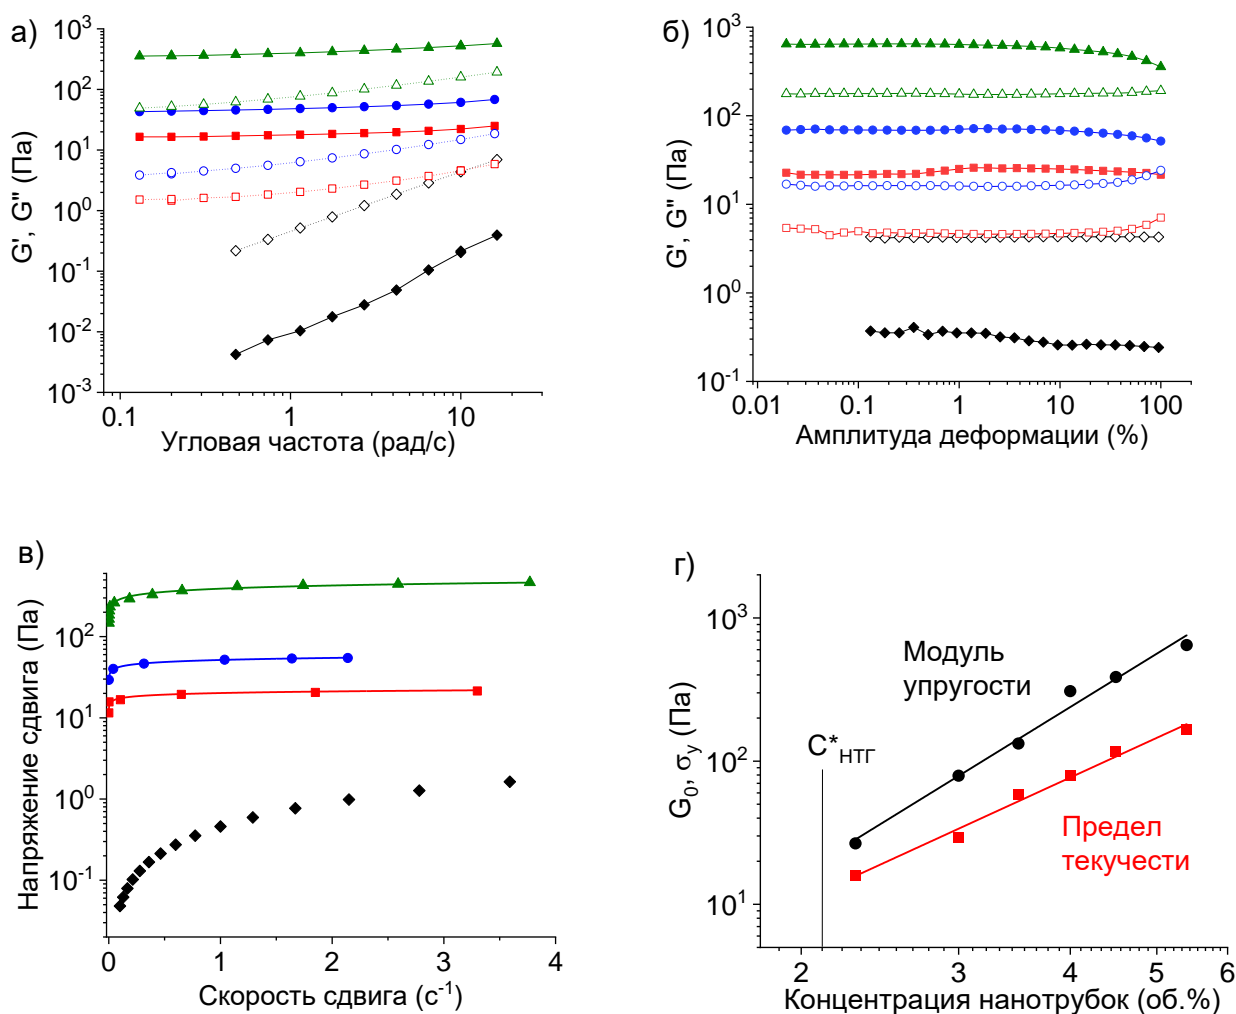 а)
G', G'' (Па)
10³
10²
10¹
10⁰
10⁻¹
10⁻²
10⁻³
0.1
1
10
Угловая частота (рад/с)
б)
G', G'' (Па)
10³
10²
10¹
10⁰
10⁻¹
0.01
0.1
1
10
100
Амплитуда деформации (%)
в)
Напряжение сдвига (Па)
10²
10¹
10⁰
10⁻¹
0
1
2
3
4
Скорость сдвига (с⁻¹)
г)
G₀, σᵧ (Па)
10³
10²
10¹
Модуль
упругости
C*НТГ
Предел
текучести
2
3
4
5
6
Концентрация нанотрубок (об.%)